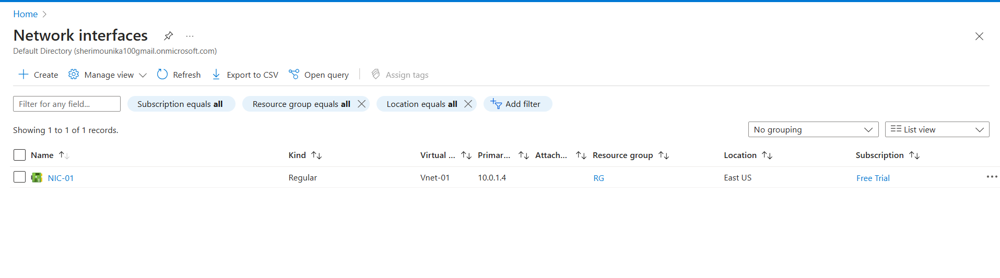 Home
Network interfaces
Default Directory (sherimounika100gmail.onmicrosoft.com)
Create Manage view Refresh Export to CSV Open query Assign tags
Filter for any field... Subscription equals all Resource group equals all Location equals all Add filter
Showing 1 to 1 of 1 records. No grouping List view
Name Kind Virtual ... Primar... Attach... Resource group Location Subscription
NIC-01 Regular Vnet-01 10.0.1.4 RG East US Free Trial